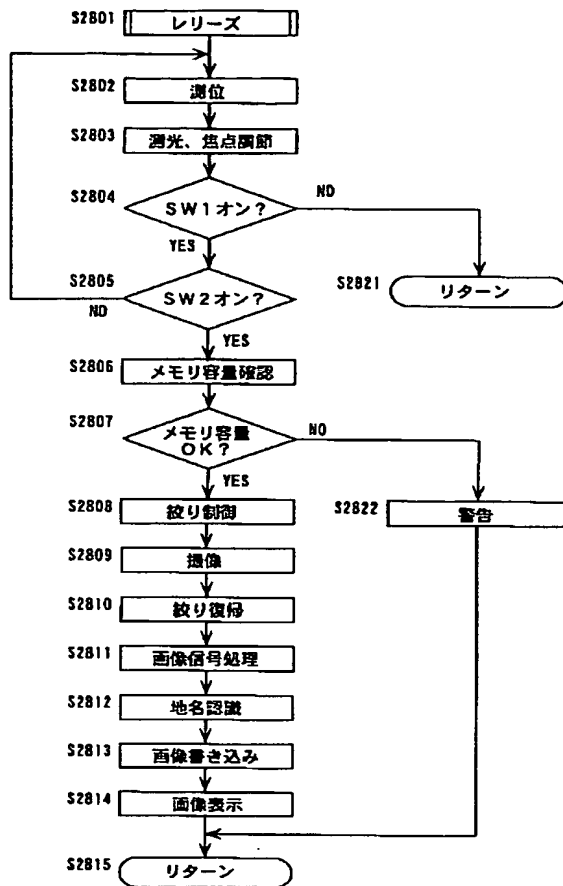 S2801 レリーズ
S2802 測位
S2803 測光、焦点調節
S2804 SW1オン?
NO
YES
S2805 SW2オン?
NO
YES
S2821 リターン
S2806 メモリ容量確認
S2807 メモリ容量
OK?
NO
YES
S2808 絞り制御
S2822 警告
S2809 撮像
S2810 絞り復帰
S2811 画像信号処理
S2812 地名認識
S2813 画像書き込み
S2814 画像表示
S2815 リターン